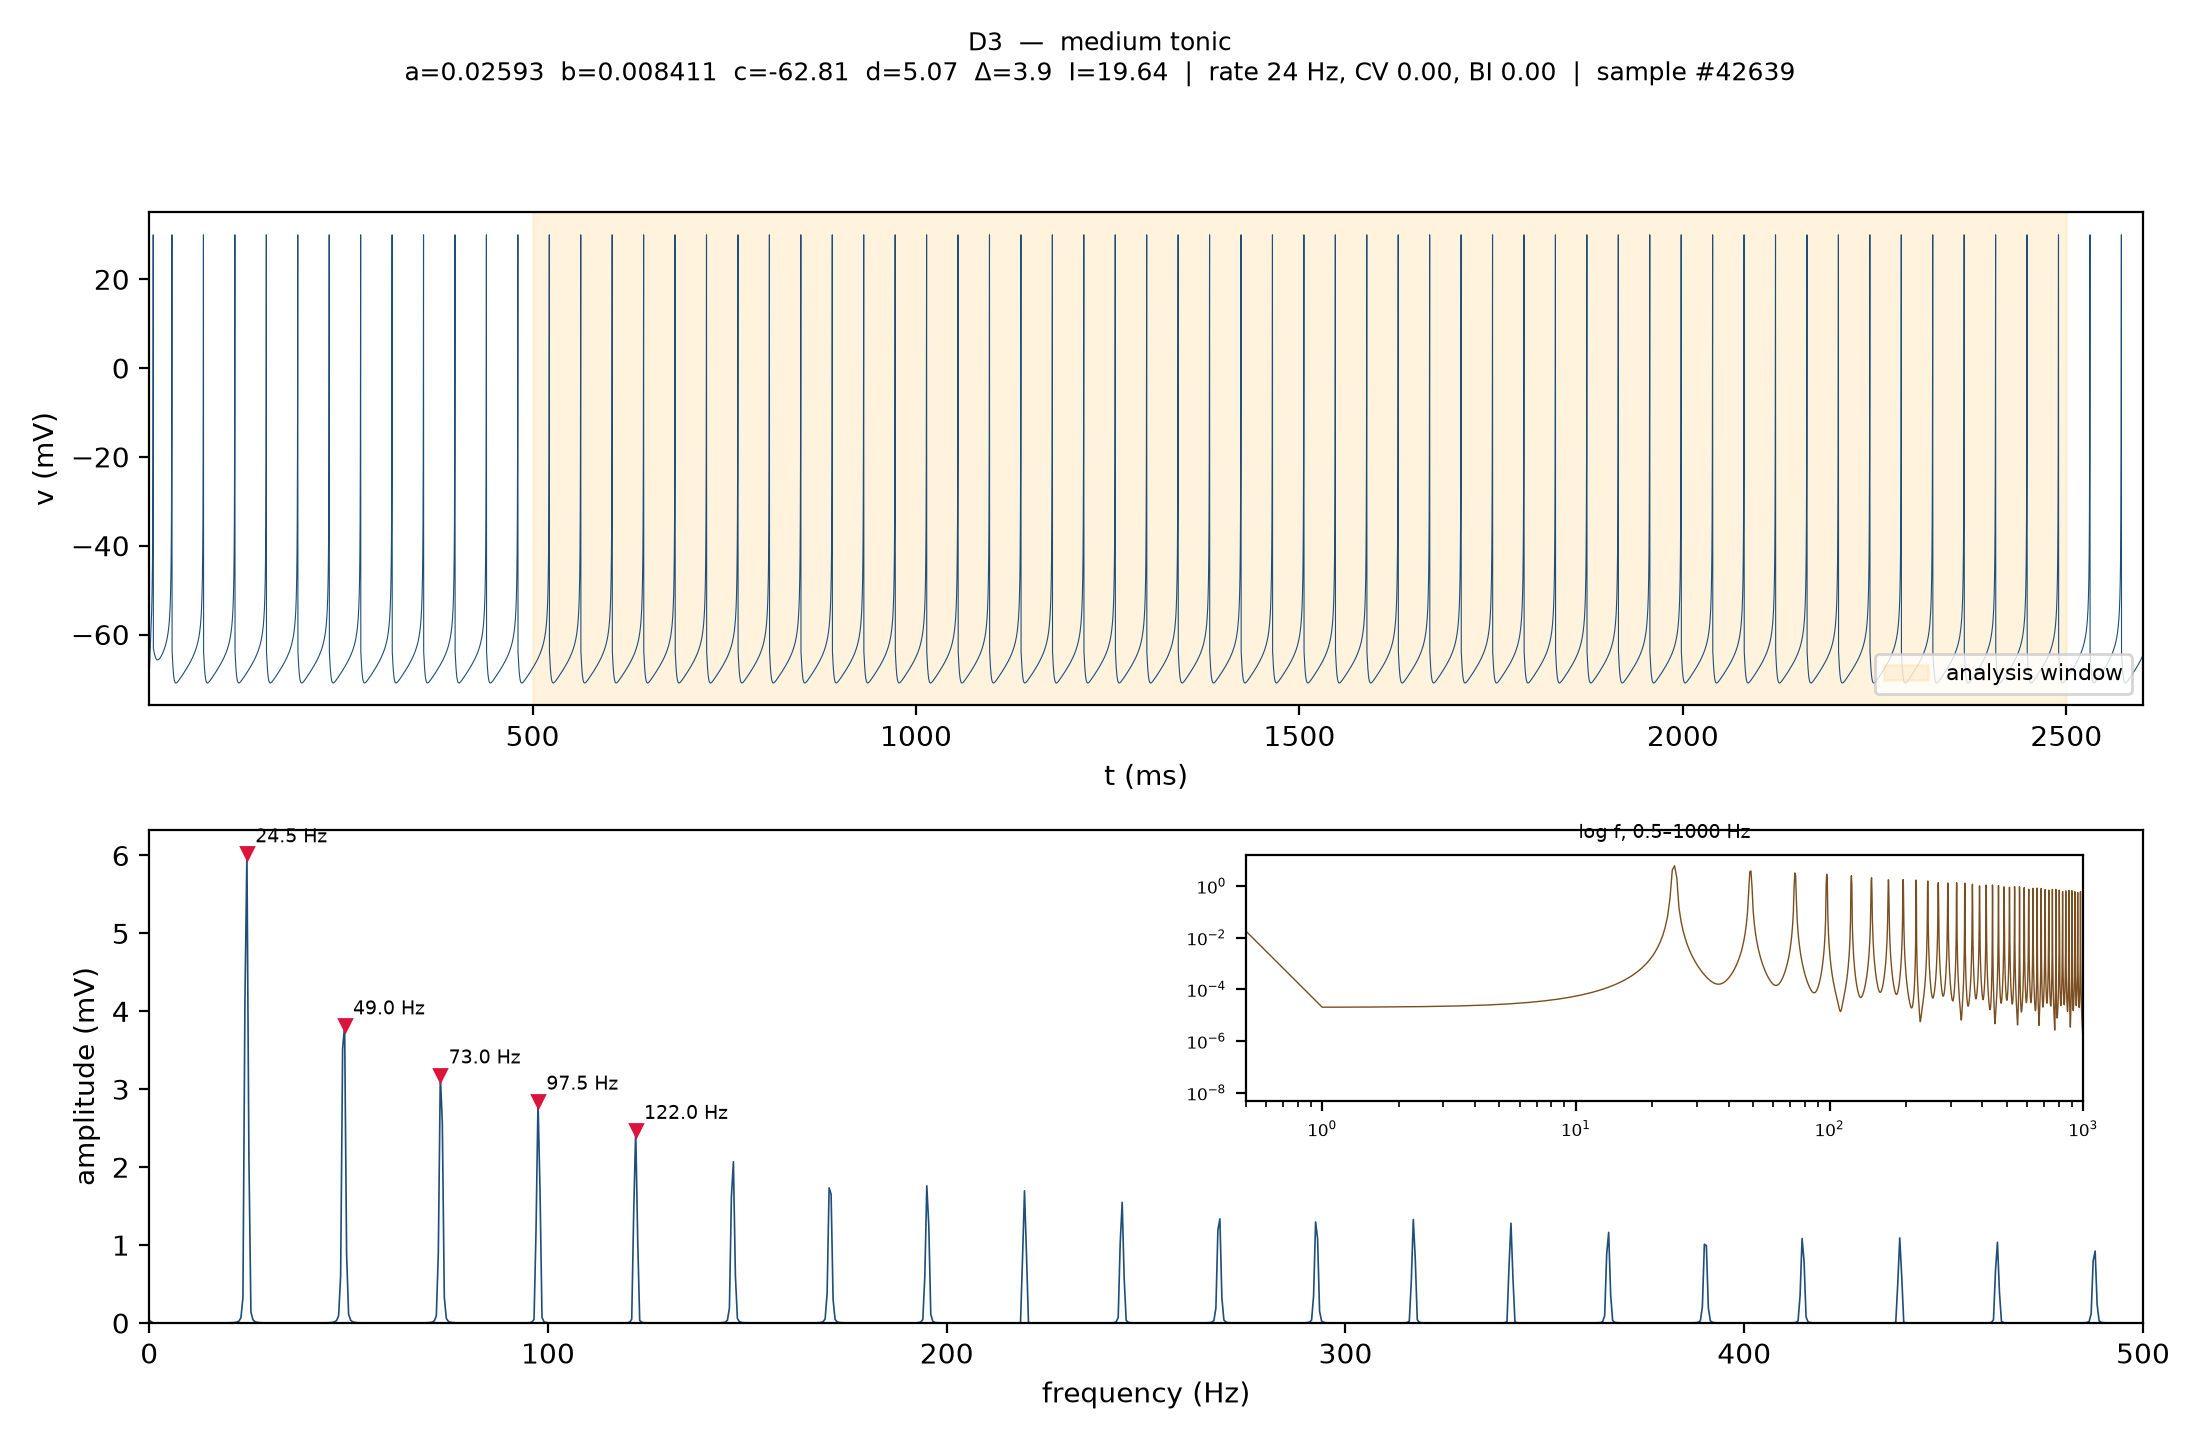 D3 — medium tonic
a=0.02593 b=0.008411 c=-62.81 d=5.07 Δ=3.9 I=19.64 | rate 24 Hz, CV 0.00, BI 0.00 | sample #42639
20
0
−20
−40
−60
v (mV)
analysis window
500
1000
1500
2000
2500
t (ms)
24.5 Hz
49.0 Hz
73.0 Hz
97.5 Hz
122.0 Hz
log f, 0.5–1000 Hz
10⁰
10⁻²
10⁻⁴
10⁻⁶
10⁻⁸
10⁰
10¹
10²
10³
6
5
4
3
2
1
0
amplitude (mV)
0
100
200
300
400
500
frequency (Hz)